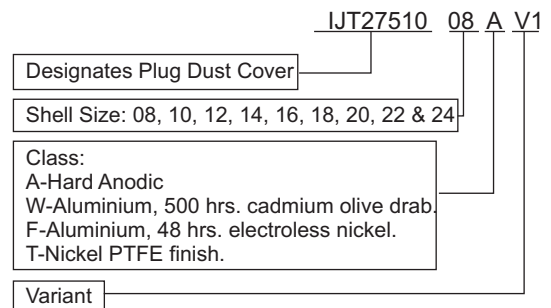 IJT27510 08 A V1
Designates Plug Dust Cover
Shell Size: 08, 10, 12, 14, 16, 18, 20, 22 & 24
Class:
A-Hard Anodic
W-Aluminium, 500 hrs. cadmium olive drab.
F-Aluminium, 48 hrs. electroless nickel.
T-Nickel PTFE finish.
Variant